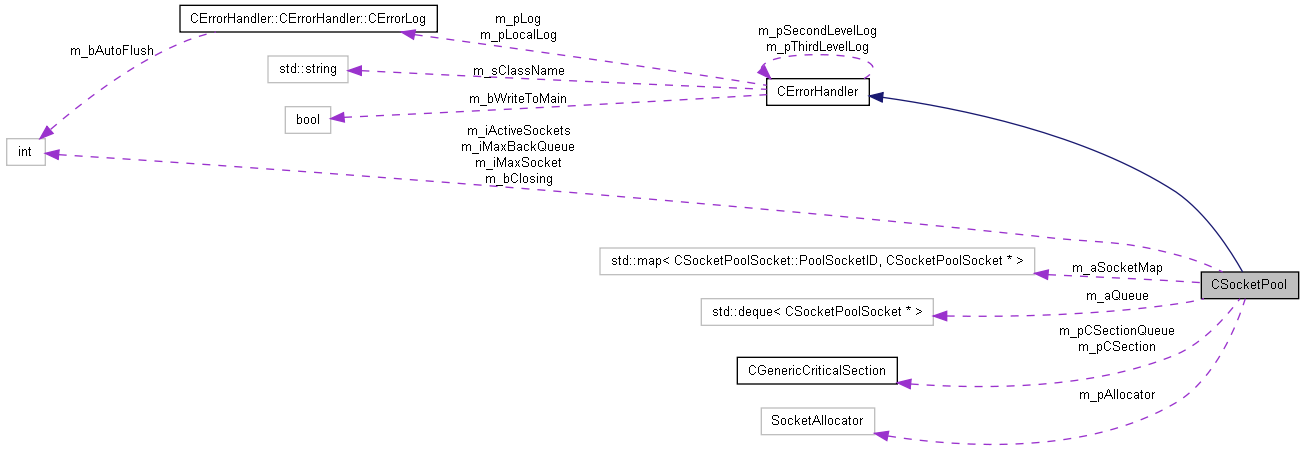 CErrorHandler::CErrorHandler::CErrorLog
m_pLog
m_pLocalLog
m_pSecondLevelLog
m_pThirdLevelLog
m_bAutoFlush
std::string
m_sClassName
CErrorHandler
bool
m_bWriteToMain
int
m_iActiveSockets
m_iMaxBackQueue
m_iMaxSocket
m_bClosing
std::map< CSocketPoolSocket::PoolSocketID, CSocketPoolSocket * >
m_aSocketMap
CSocketPool
std::deque< CSocketPoolSocket * >
m_aQueue
m_pCSectionQueue
m_pCSection
CGenericCriticalSection
m_pAllocator
SocketAllocator